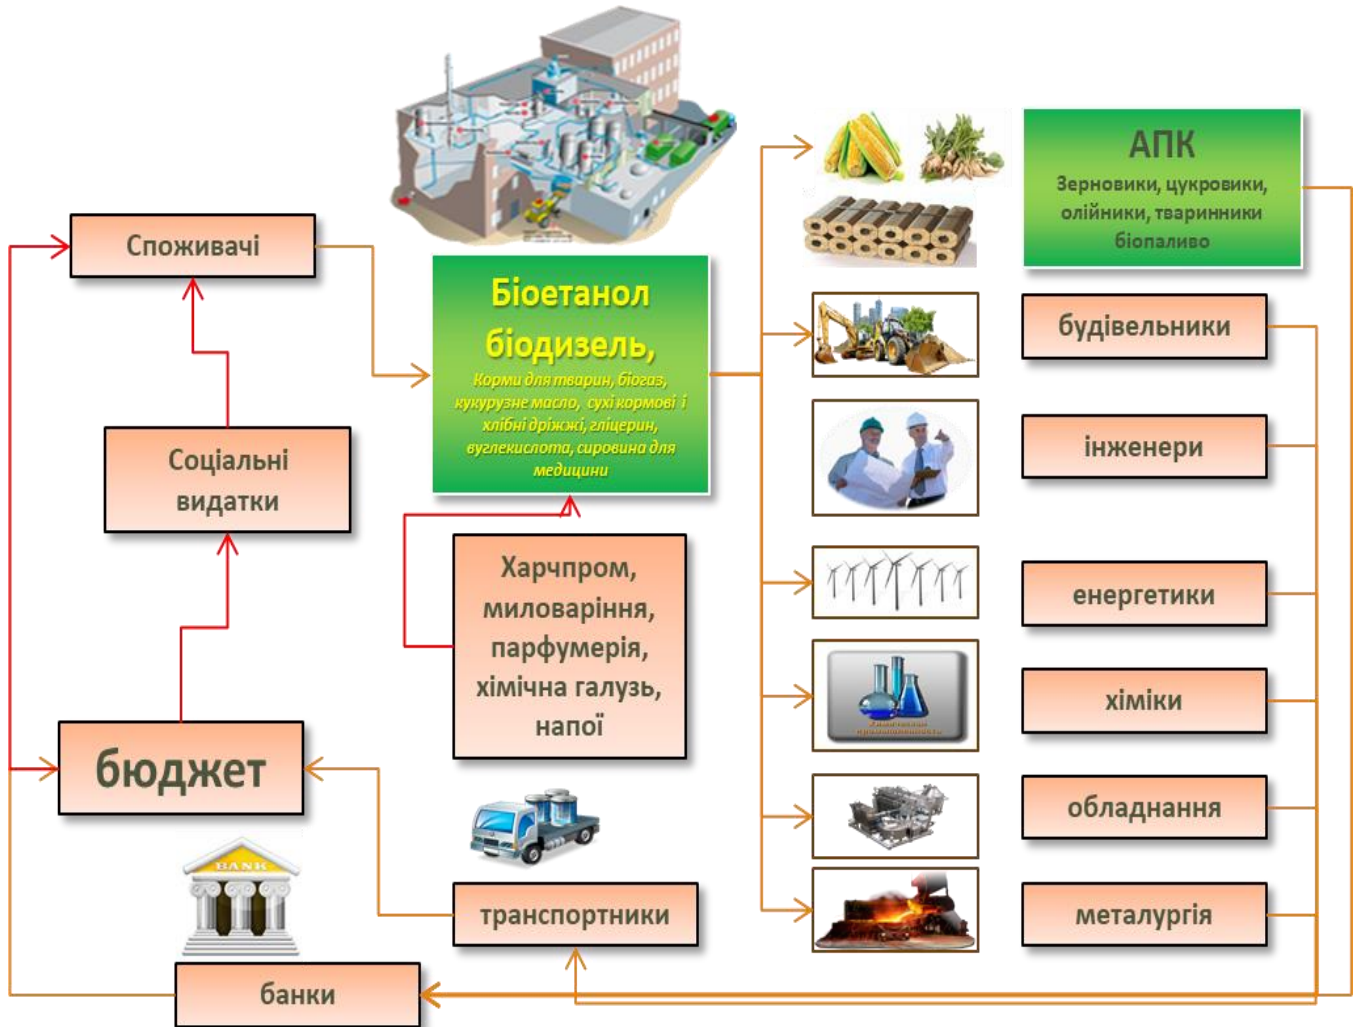 Споживачі
Соціальні
видатки
бюджет
BANK
банки
Біоетанол
біодизель,
Корми для тварин, біогаз,
кукурузне масло, сухі кормові і
хлібні дріжжі, гліцерин,
вуглекислота, сировина для
медицини
Харчпром,
миловаріння,
парфумерія,
хімічна галузь,
напої
транспортники
АПК
Зерновики, цукровики,
олійники, тваринники
біопаливо
будівельники
інженери
енергетики
Химическая
промышленность
хіміки
обладнання
металургія